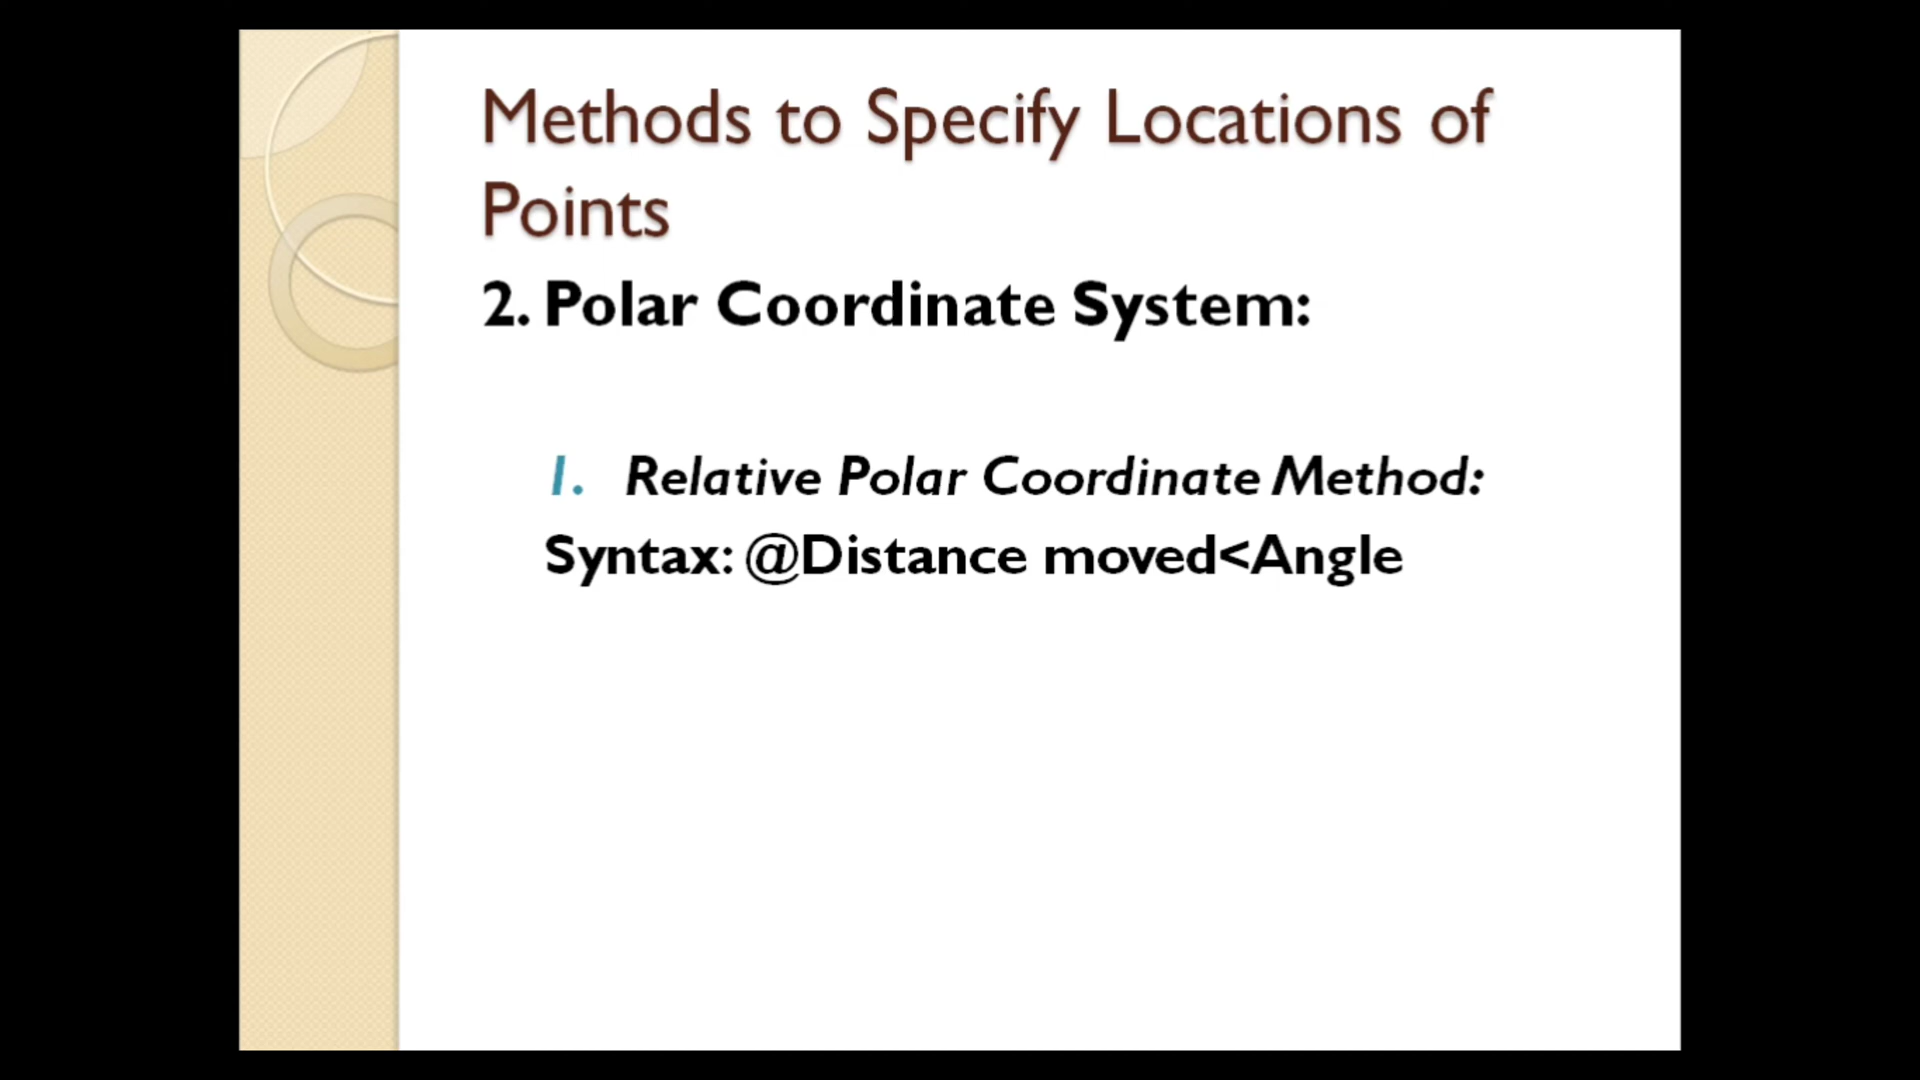 Methods to Specify Locations of
Points
2. Polar Coordinate System:
1. Relative Polar Coordinate Method:
Syntax: @Distance moved<Angle